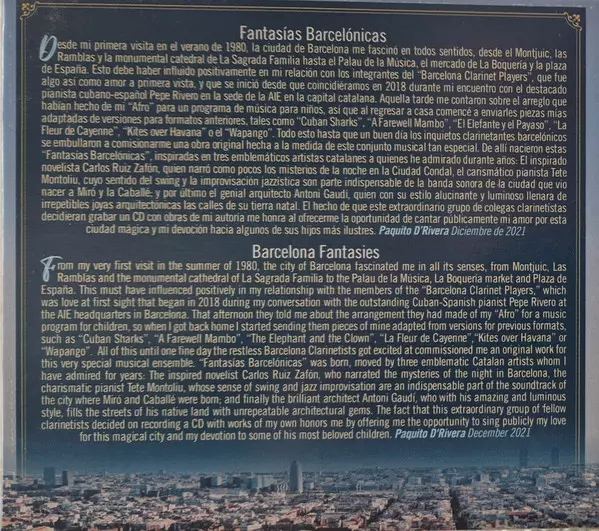 Fantasías Barcelónicas
Desde mi primera visita en el verano de 1980, la ciudad de Barcelona me fascinó en todos sentidos, desde el Montjuic, las
Ramblas y la monumental catedral de La Sagrada Familia hasta el Palau de la Música, el mercado de La Boquería y la plaza
de España. Esto debe haber influido positivamente en mi relación con los integrantes del "Barcelona Clarinet Players", que fue
algo así como amor a primera vista, y que se inició desde que coincidiéramos en 2018 durante mi encuentro con el destacado
pianista cubano-español Pepe Rivero en la sede de la AIE en la capital catalana. Aquella tarde me contaron sobre el arreglo que
habían hecho de mi "Afro" para un programa de música para niños, así que al regresar a casa comencé a enviarles piezas mías
adaptadas de versiones para formatos anteriores, tales como "Cuban Sharks", "A Farewell Mambo", "El Elefante y el Payaso", "La
Fleur de Cayenne", "Kites over Havana" o el "Wapango". Todo esto hasta que un buen día los inquietos clarinetantes barcelónicos
se embullaron a comisionarme una obra original hecha a la medida de este conjunto musical tan especial. De allí nacieron estas
"Fantasías Barcelónicas", inspiradas en tres emblemáticos artistas catalanes a quienes he admirado durante años: El inspirado
novelista Carlos Ruiz Zafón, quien narró como pocos los misterios de la noche en la Ciudad Condal, el carismático pianista Tete
Montoliu, cuyo sentido del swing y la improvisación jazzística son parte indispensable de la banda sonora de la ciudad que vio
nacer a Miró y la Caballé; y por último el genial arquitecto Antoni Gaudí, quien con su estilo alucinante y luminoso llenara de
irrepetibles joyas arquitectónicas las calles de su tierra natal. El hecho de que este extraordinario grupo de colegas clarinetistas
decidieran grabar un CD con obras de mi autoría me honra al ofrecerme la oportunidad de cantar públicamente mi amor por esta
ciudad mágica y mi devoción hacia algunos de sus hijos más ilustres. Paquito D'Rivera Diciembre de 2021
Barcelona Fantasies
From my very first visit in the summer of 1980, the city of Barcelona fascinated me in all its senses, from Montjuic, Las
Ramblas and the monumental cathedral of La Sagrada Familia to the Palau de la Música, La Boquería market and Plaza de
España. This must have influenced positively in my relationship with the members of the "Barcelona Clarinet Players," which
was love at first sight that began in 2018 during my conversation with the outstanding Cuban-Spanish pianist Pepe Rivero at
the AIE headquarters in Barcelona. That afternoon they told me about the arrangement they had made of my "Afro" for a music
program for children, so when I got back home I started sending them pieces of mine adapted from versions for previous formats,
such as "Cuban Sharks", "A Farewell Mambo", "The Elephant and the Clown", "La Fleur de Cayenne","Kites over Havana" or
"Wapango". All of this until one fine day the restless Barcelona Clarinetists got excited at commissioned me an original work for
this very special musical ensemble. "Fantasías Barcelónicas" was born, moved by three emblematic Catalan artists whom I
have admired for years: The inspired novelist Carlos Ruiz Zafón, who narrated the mysteries of the night in Barcelona, the
charismatic pianist Tete Montoliu, whose sense of swing and jazz improvisation are an indispensable part of the soundtrack of
the city where Miró and Caballé were born; and finally the brilliant architect Antoni Gaudí, who with his amazing and luminous
style, fills the streets of his native land with unrepeatable architectural gems. The fact that this extraordinary group of fellow
clarinetists decided on recording a CD with works of my own honors me by offering me the opportunity to sing publicly my love
for this magical city and my devotion to some of his most beloved children. Paquito D'Rivera December 2021